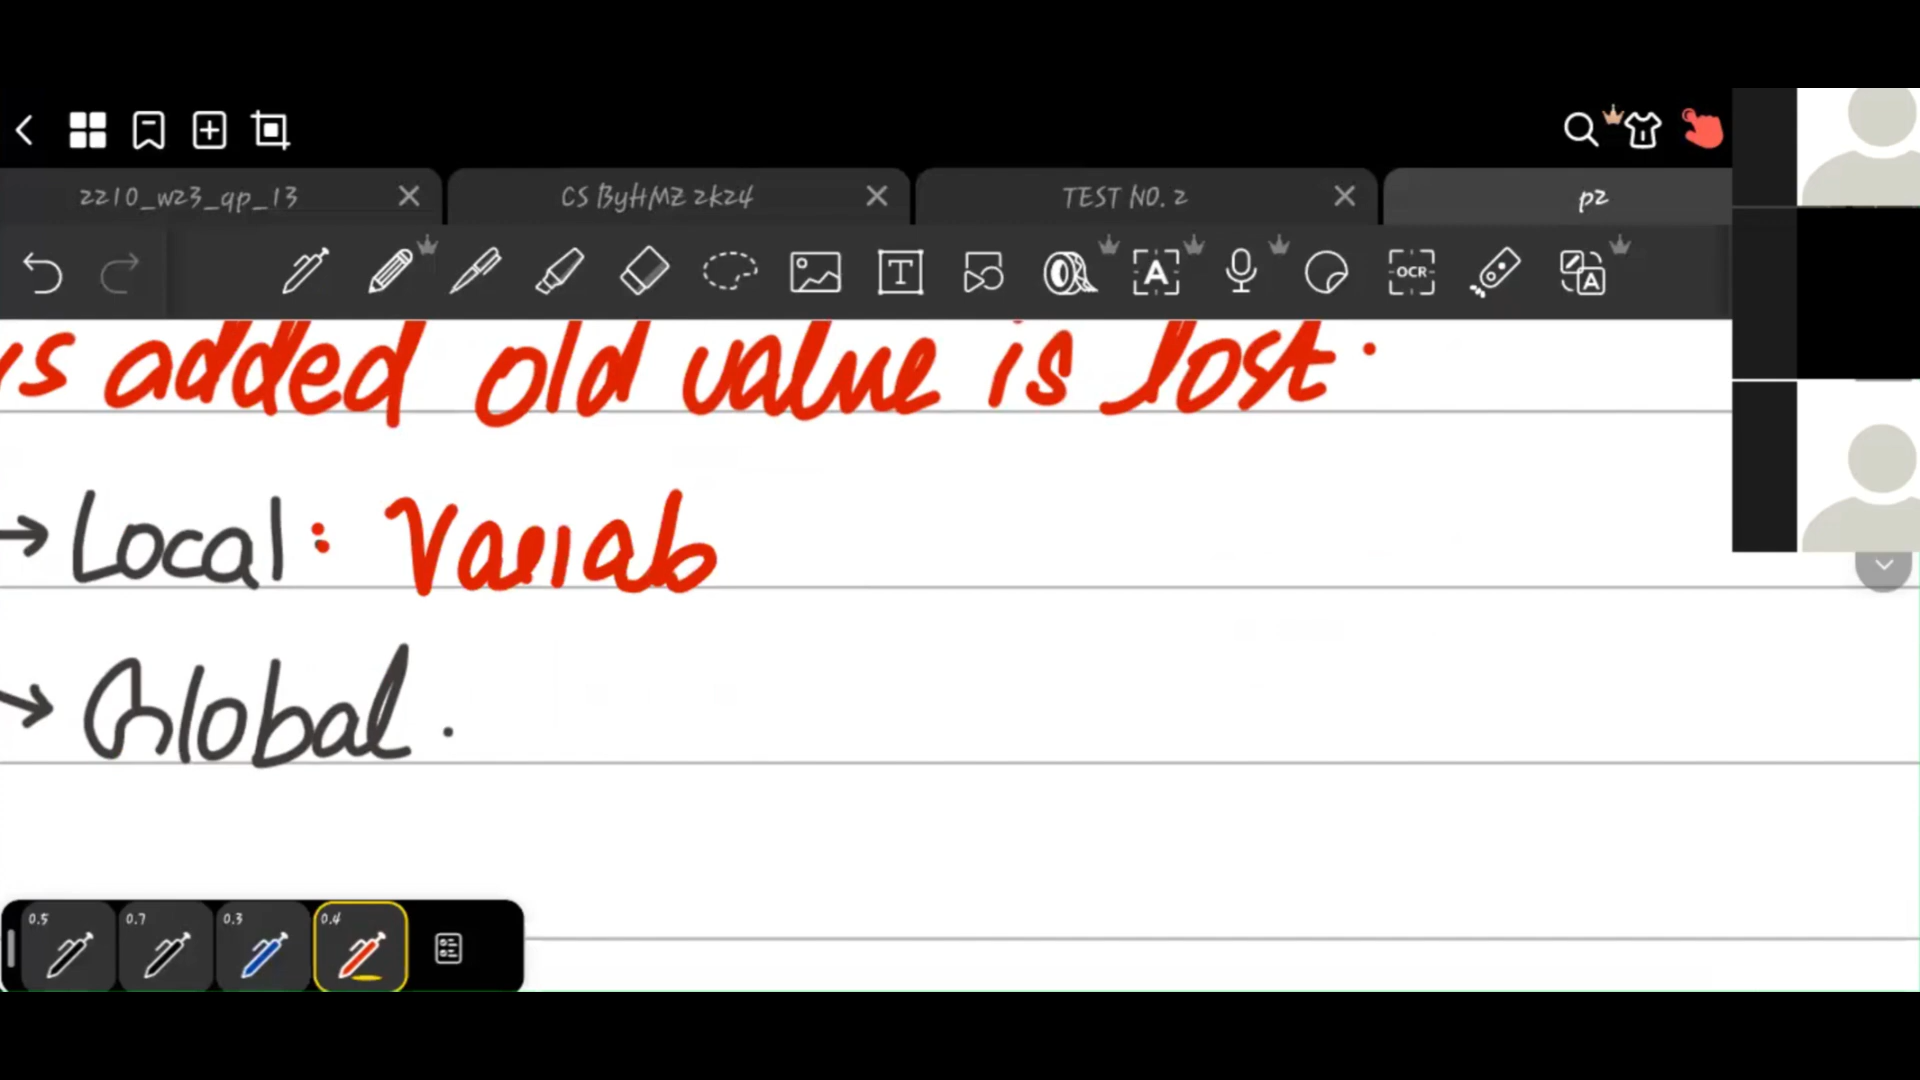 2210_w23_qp_13
CS ByHMZ 2k24
TEST NO. 2
p2
T
A
OCR
A
added old value is lost.
→ Local: Variab
→ Global.
0.5
0.7
0.3
0.4